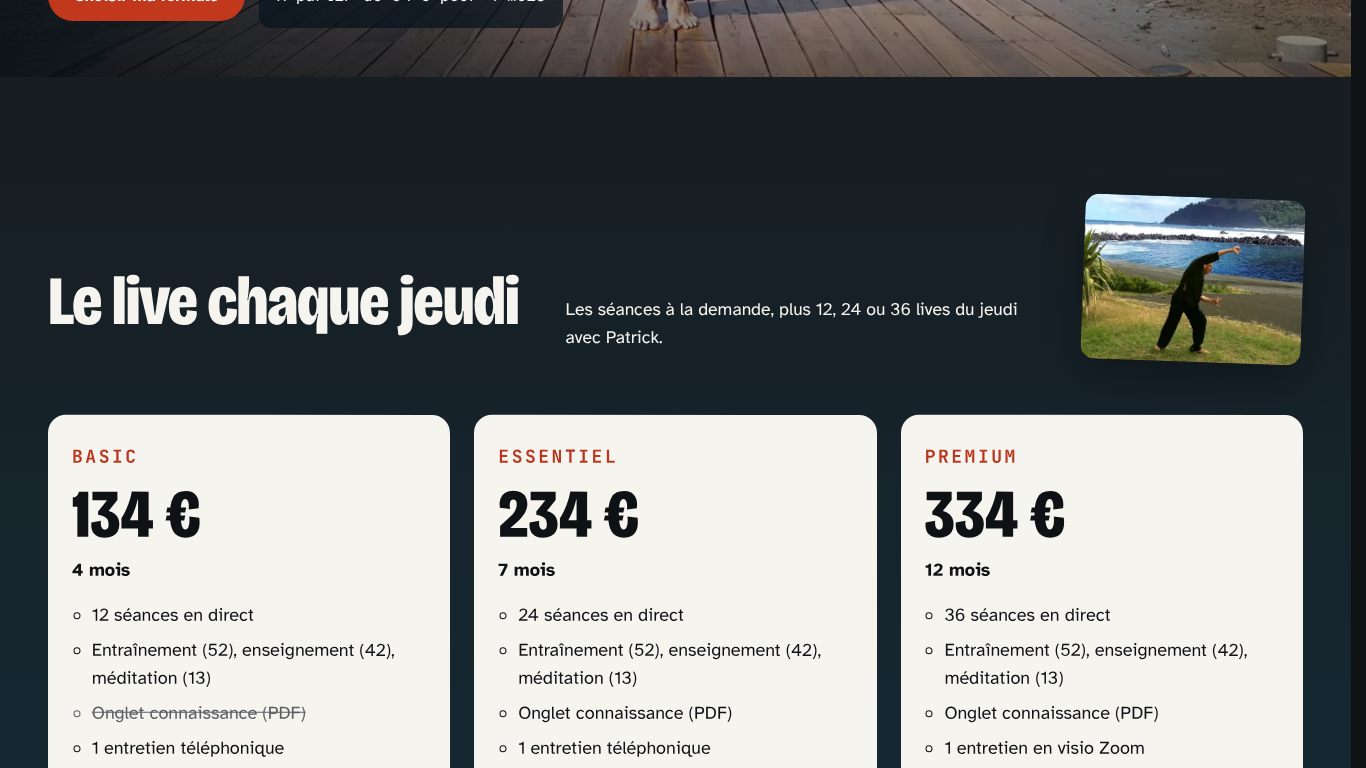 Le live chaque jeudi
Les séances à la demande, plus 12, 24 ou 36 lives du jeudi
avec Patrick.
BASIC
134 €
4 mois
12 séances en direct
Entraînement (52), enseignement (42),
méditation (13)
Onglet connaissance (PDF)
1 entretien téléphonique
ESSENTIEL
234 €
7 mois
24 séances en direct
Entraînement (52), enseignement (42),
méditation (13)
Onglet connaissance (PDF)
1 entretien téléphonique
PREMIUM
334 €
12 mois
36 séances en direct
Entraînement (52), enseignement (42),
méditation (13)
Onglet connaissance (PDF)
1 entretien en visio Zoom